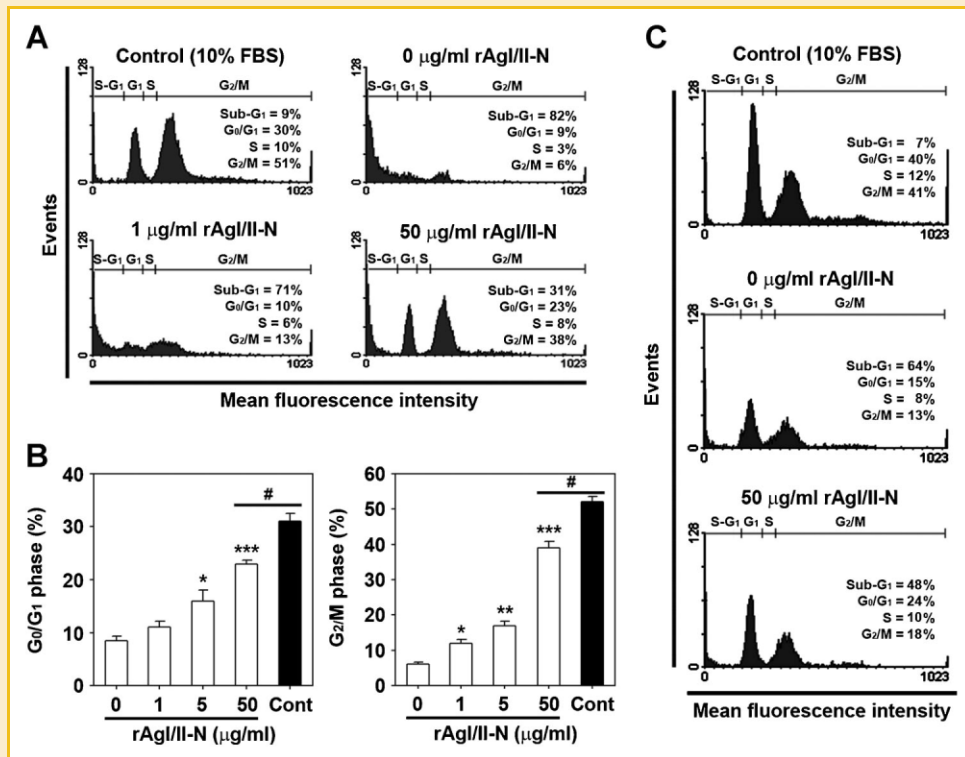 A
Control (10% FBS)
128
S-G₁ G₁ S G₂/M
Sub-G₁ = 9%
G₀/G₁ = 30%
S = 10%
G₂/M = 51%
0
0 1023
0 μg/ml rAgI/II-N
128
S-G₁ G₁ S G₂/M
Sub-G₁ = 82%
G₀/G₁ = 9%
S = 3%
G₂/M = 6%
0
0 1023
1 μg/ml rAgI/II-N
128
S-G₁ G₁ S G₂/M
Sub-G₁ = 71%
G₀/G₁ = 10%
S = 6%
G₂/M = 13%
0
0 1023
50 μg/ml rAgI/II-N
128
S-G₁ G₁ S G₂/M
Sub-G₁ = 31%
G₀/G₁ = 23%
S = 8%
G₂/M = 38%
0
0 1023
Events
Mean fluorescence intensity
B
G₀/G₁ phase (%)
40
30
20
10
0
*
***
#
0 1 5 50 Cont
rAgI/II-N (μg/ml)
G₂/M phase (%)
60
50
40
30
20
10
0
*
**
***
#
0 1 5 50 Cont
rAgI/II-N (μg/ml)
C
Control (10% FBS)
128
S-G₁ G₁ S G₂/M
Sub-G₁ = 7%
G₀/G₁ = 40%
S = 12%
G₂/M = 41%
0
0 1023
0 μg/ml rAgI/II-N
128
S-G₁ G₁ S G₂/M
Sub-G₁ = 64%
G₀/G₁ = 15%
S = 8%
G₂/M = 13%
0
0 1023
50 μg/ml rAgI/II-N
128
S-G₁ G₁ S G₂/M
Sub-G₁ = 48%
G₀/G₁ = 24%
S = 10%
G₂/M = 18%
0
0 1023
Events
Mean fluorescence intensity